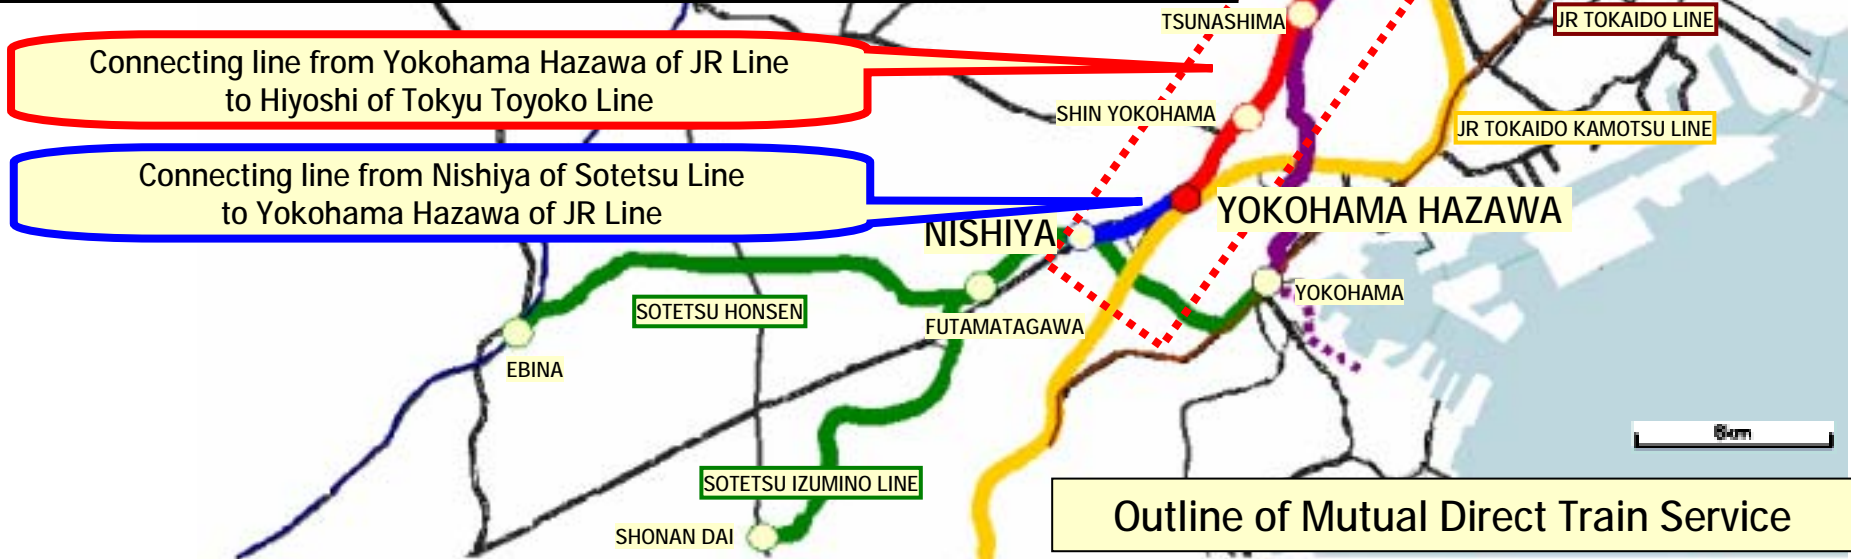 TSUNASHIMA
JR TOKAIDO LINE
Connecting line from Yokohama Hazawa of JR Line
to Hiyoshi of Tokyu Toyoko Line
SHIN YOKOHAMA
JR TOKAIDO KAMOTSU LINE
Connecting line from Nishiya of Sotetsu Line
to Yokohama Hazawa of JR Line
YOKOHAMA HAZAWA
NISHIYA
YOKOHAMA
SOTETSU HONSEN
FUTAMATAGAWA
EBINA
6km
SOTETSU IZUMINO LINE
SHONAN DAI
Outline of Mutual Direct Train Service